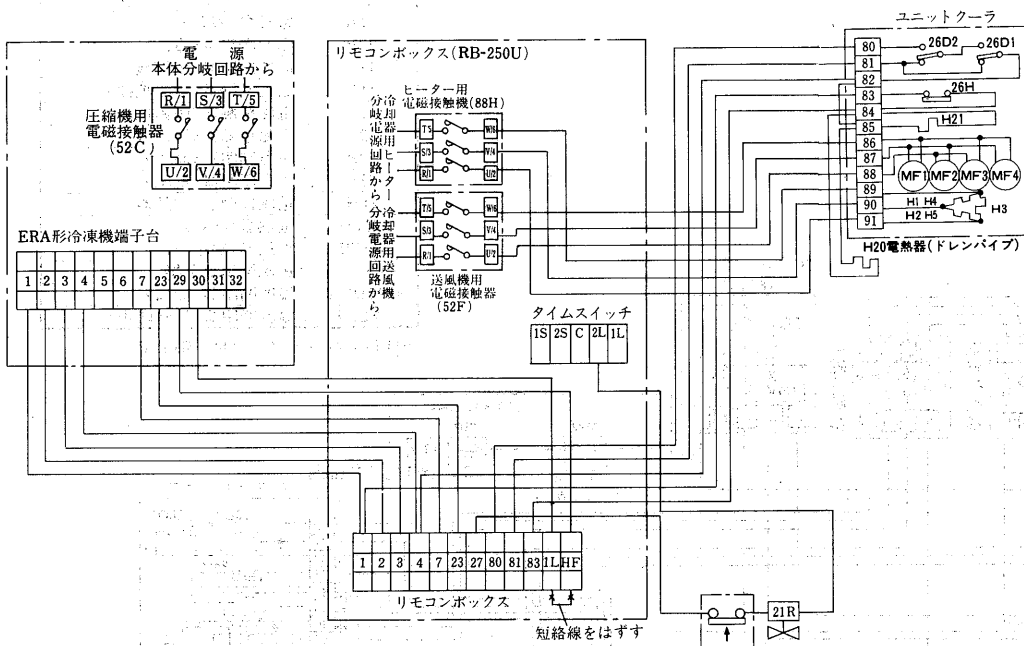 電 源
本体分岐回路から
R/1 S/3 T/5
圧縮機用
電磁接触器
(52C)
U/2 V/4 W/6
ERA形冷凍機端子台
1 2 3 4 5 6 7 23 29 30 31 32
リモコンボックス(RB-250U)
ヒーター用
電磁接触機(88H)
冷却器用ヒーター
分岐電源回路から
T/5 W/6
S/3 V/4
R/1 U/2
冷却器用送風機
分岐電源回路から
T/5 W/6
S/3 V/4
R/1 U/2
送風機用
電磁接触器
(52F)
タイムスイッチ
1S 2S C 2L 1L
1 2 3 4 7 23 27 80 81 83 1L HF
リモコンボックス
短絡線をはずす
21R
ユニットクーラ
80 26D2 26D1
81
82
83 26H
84
85 H21
86
87
88 MF1 MF2 MF3 MF4
89
90 H1 H4 H3
91 H2 H5
H20電熱器(ドレンパイプ)